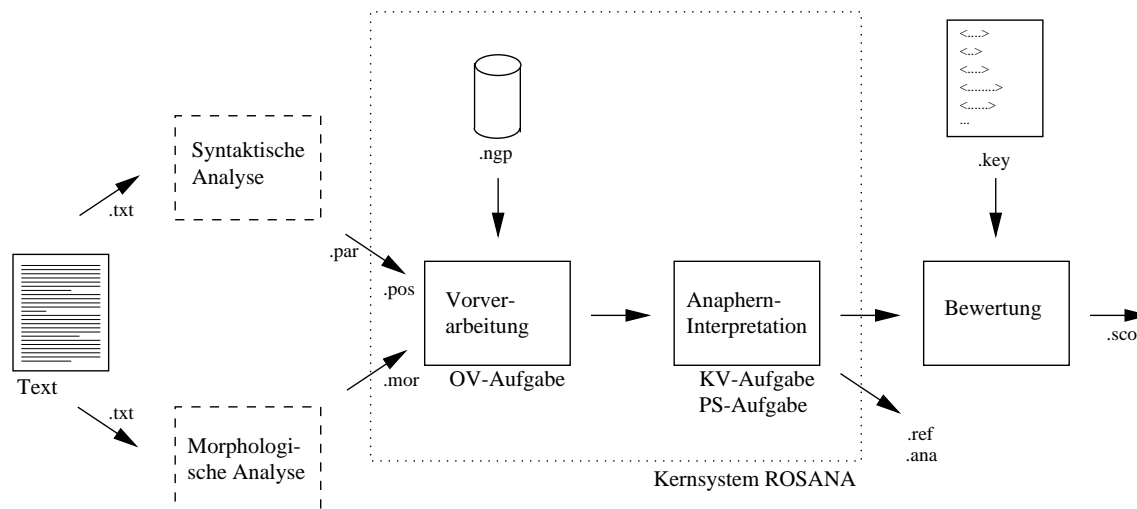 <....>
<..>
<....>
<........>
<......>
...
.ngp
.key
Syntaktische
Analyse
.txt
.par
.pos
Vorver-
arbeitung
OV-Aufgabe
Anaphern-
Interpretation
KV-Aufgabe
PS-Aufgabe
Bewertung
.sco
Text
.txt
.mor
Morphologi-
sche Analyse
.ref
.ana
Kernsystem ROSANA